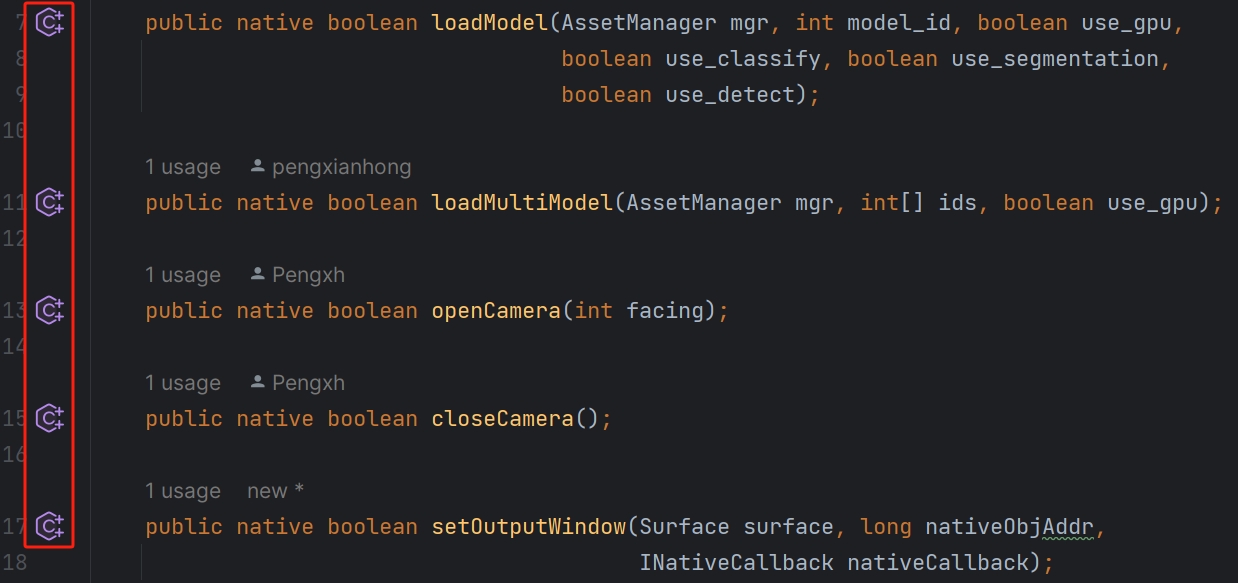 7 public native boolean loadModel(AssetManager mgr, int model_id, boolean use_gpu,
8 boolean use_classify, boolean use_segmentation,
9 boolean use_detect);
10
1 usage pengxianhong
11 public native boolean loadMultiModel(AssetManager mgr, int[] ids, boolean use_gpu);
12
1 usage Pengxh
13 public native boolean openCamera(int facing);
14
1 usage Pengxh
15 public native boolean closeCamera();
16
1 usage new *
17 public native boolean setOutputWindow(Surface surface, long nativeObjAddr,
18 INativeCallback nativeCallback);